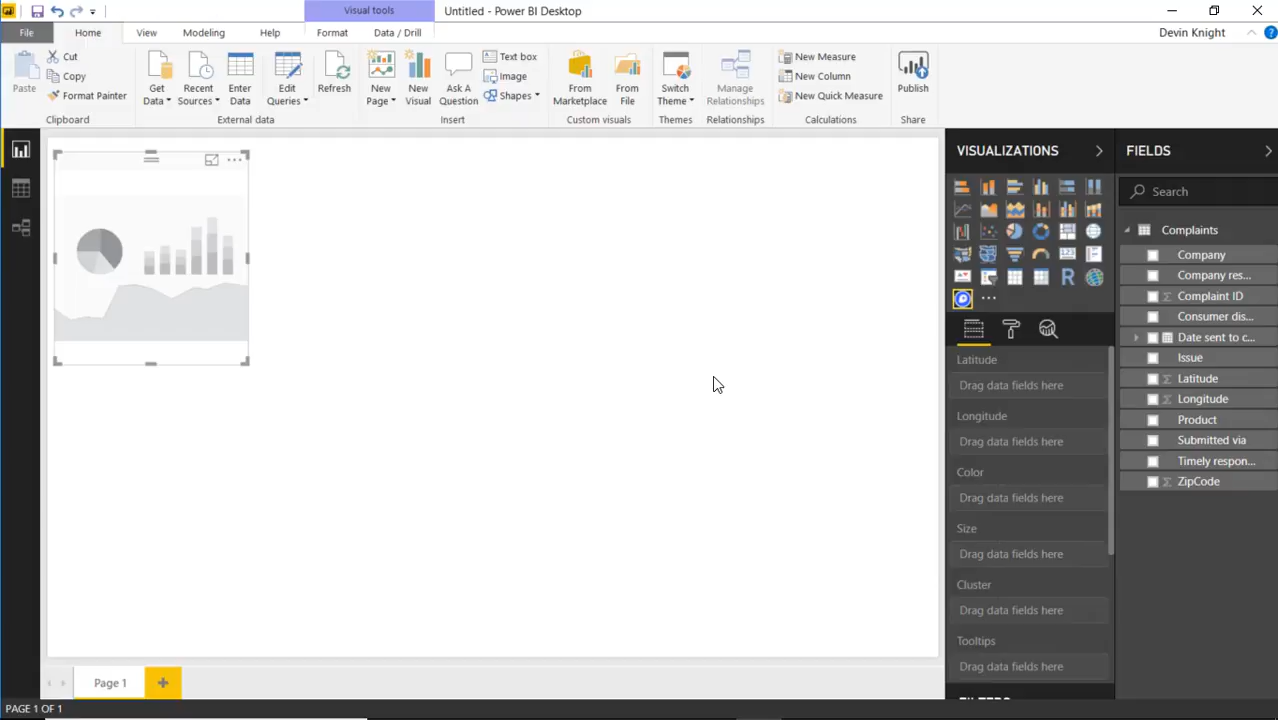 Visual tools
Untitled - Power BI Desktop
File
Home
View
Modeling
Help
Format
Data / Drill
Devin Knight
Paste
Cut
Copy
Format Painter
Clipboard
Get Data
Recent Sources
Enter Data
Edit Queries
Refresh
External data
New Page
New Visual
Ask A Question
Text box
Image
Shapes
Insert
From Marketplace
From File
Custom visuals
Switch Theme
Themes
Manage Relationships
Relationships
New Measure
New Column
New Quick Measure
Calculations
Publish
Share
VISUALIZATIONS
R
Latitude
Drag data fields here
Longitude
Drag data fields here
Color
Drag data fields here
Size
Drag data fields here
Cluster
Drag data fields here
Tooltips
Drag data fields here
FIELDS
Search
Complaints
Company
Company res...
Complaint ID
Consumer dis...
Date sent to c...
Issue
Latitude
Longitude
Product
Submitted via
Timely respon...
ZipCode
Page 1
PAGE 1 OF 1